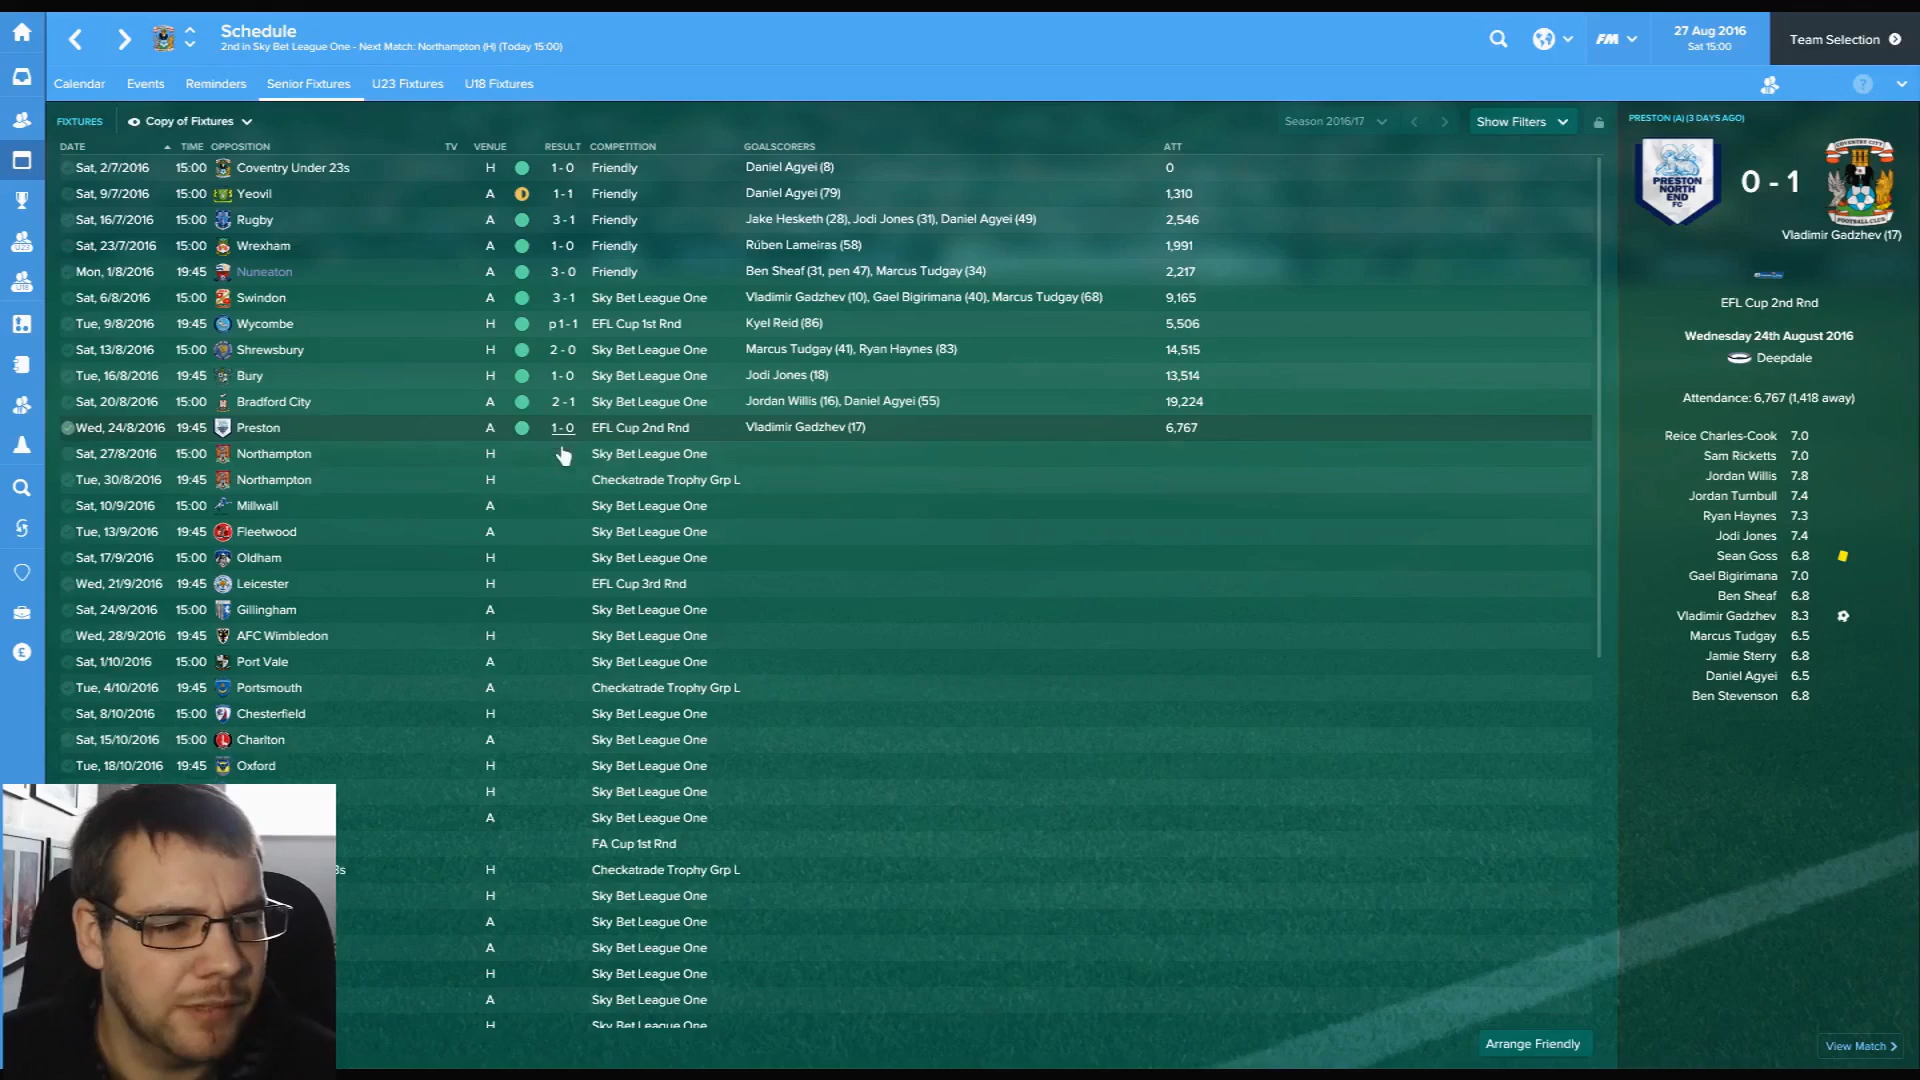 Schedule
2nd in Sky Bet League One - Next Match: Northampton (H) (Today 15:00)
FM
27 Aug 2016
Sat 15:00
Team Selection
Calendar Events Reminders Senior Fixtures U23 Fixtures U18 Fixtures
FIXTURES Copy of Fixtures Season 2016/17 Show Filters
DATE TIME OPPOSITION TV VENUE RESULT COMPETITION GOALSCORERS ATT
Sat, 2/7/2016 15:00 Coventry Under 23s H 1 - 0 Friendly Daniel Agyei (8) 0
Sat, 9/7/2016 15:00 Yeovil A 1 - 1 Friendly Daniel Agyei (79) 1,310
Sat, 16/7/2016 15:00 Rugby A 3 - 1 Friendly Jake Hesketh (28), Jodi Jones (31), Daniel Agyei (49) 2,546
Sat, 23/7/2016 15:00 Wrexham A 1 - 0 Friendly Rúben Lameiras (58) 1,991
Mon, 1/8/2016 19:45 Nuneaton A 3 - 0 Friendly Ben Sheaf (31, pen 47), Marcus Tudgay (34) 2,217
Sat, 6/8/2016 15:00 Swindon A 3 - 1 Sky Bet League One Vladimir Gadzhev (10), Gael Bigirimana (40), Marcus Tudgay (68) 9,165
Tue, 9/8/2016 19:45 Wycombe H p 1 - 1 EFL Cup 1st Rnd Kyel Reid (86) 5,506
Sat, 13/8/2016 15:00 Shrewsbury H 2 - 0 Sky Bet League One Marcus Tudgay (41), Ryan Haynes (83) 14,515
Tue, 16/8/2016 19:45 Bury H 1 - 0 Sky Bet League One Jodi Jones (18) 13,514
Sat, 20/8/2016 15:00 Bradford City A 2 - 1 Sky Bet League One Jordan Willis (16), Daniel Agyei (55) 19,224
Wed, 24/8/2016 19:45 Preston A 1 - 0 EFL Cup 2nd Rnd Vladimir Gadzhev (17) 6,767
Sat, 27/8/2016 15:00 Northampton H Sky Bet League One
Tue, 30/8/2016 19:45 Northampton H Checkatrade Trophy Grp L
Sat, 10/9/2016 15:00 Millwall A Sky Bet League One
Tue, 13/9/2016 19:45 Fleetwood A Sky Bet League One
Sat, 17/9/2016 15:00 Oldham H Sky Bet League One
Wed, 21/9/2016 19:45 Leicester H EFL Cup 3rd Rnd
Sat, 24/9/2016 15:00 Gillingham A Sky Bet League One
Wed, 28/9/2016 19:45 AFC Wimbledon H Sky Bet League One
Sat, 1/10/2016 15:00 Port Vale A Sky Bet League One
Tue, 4/10/2016 19:45 Portsmouth A Checkatrade Trophy Grp L
Sat, 8/10/2016 15:00 Chesterfield H Sky Bet League One
Sat, 15/10/2016 15:00 Charlton A Sky Bet League One
Tue, 18/10/2016 19:45 Oxford H Sky Bet League One
H Sky Bet League One
A Sky Bet League One
FA Cup 1st Rnd
3s H Checkatrade Trophy Grp L
H Sky Bet League One
A Sky Bet League One
A Sky Bet League One
H Sky Bet League One
A Sky Bet League One
H Sky Bet League One
Arrange Friendly
PRESTON (A) (3 DAYS AGO)
PRESTON
NORTH
END
FC
0 - 1
COVENTRY CITY
FOOTBALL CLUB
Vladimir Gadzhev (17)
EFL Cup 2nd Rnd
Wednesday 24th August 2016
Deepdale
Attendance: 6,767 (1,418 away)
Reice Charles-Cook 7.0
Sam Ricketts 7.0
Jordan Willis 7.8
Jordan Turnbull 7.4
Ryan Haynes 7.3
Jodi Jones 7.4
Sean Goss 6.8
Gael Bigirimana 7.0
Ben Sheaf 6.8
Vladimir Gadzhev 8.3
Marcus Tudgay 6.5
Jamie Sterry 6.8
Daniel Agyei 6.5
Ben Stevenson 6.8
View Match
U23
U18